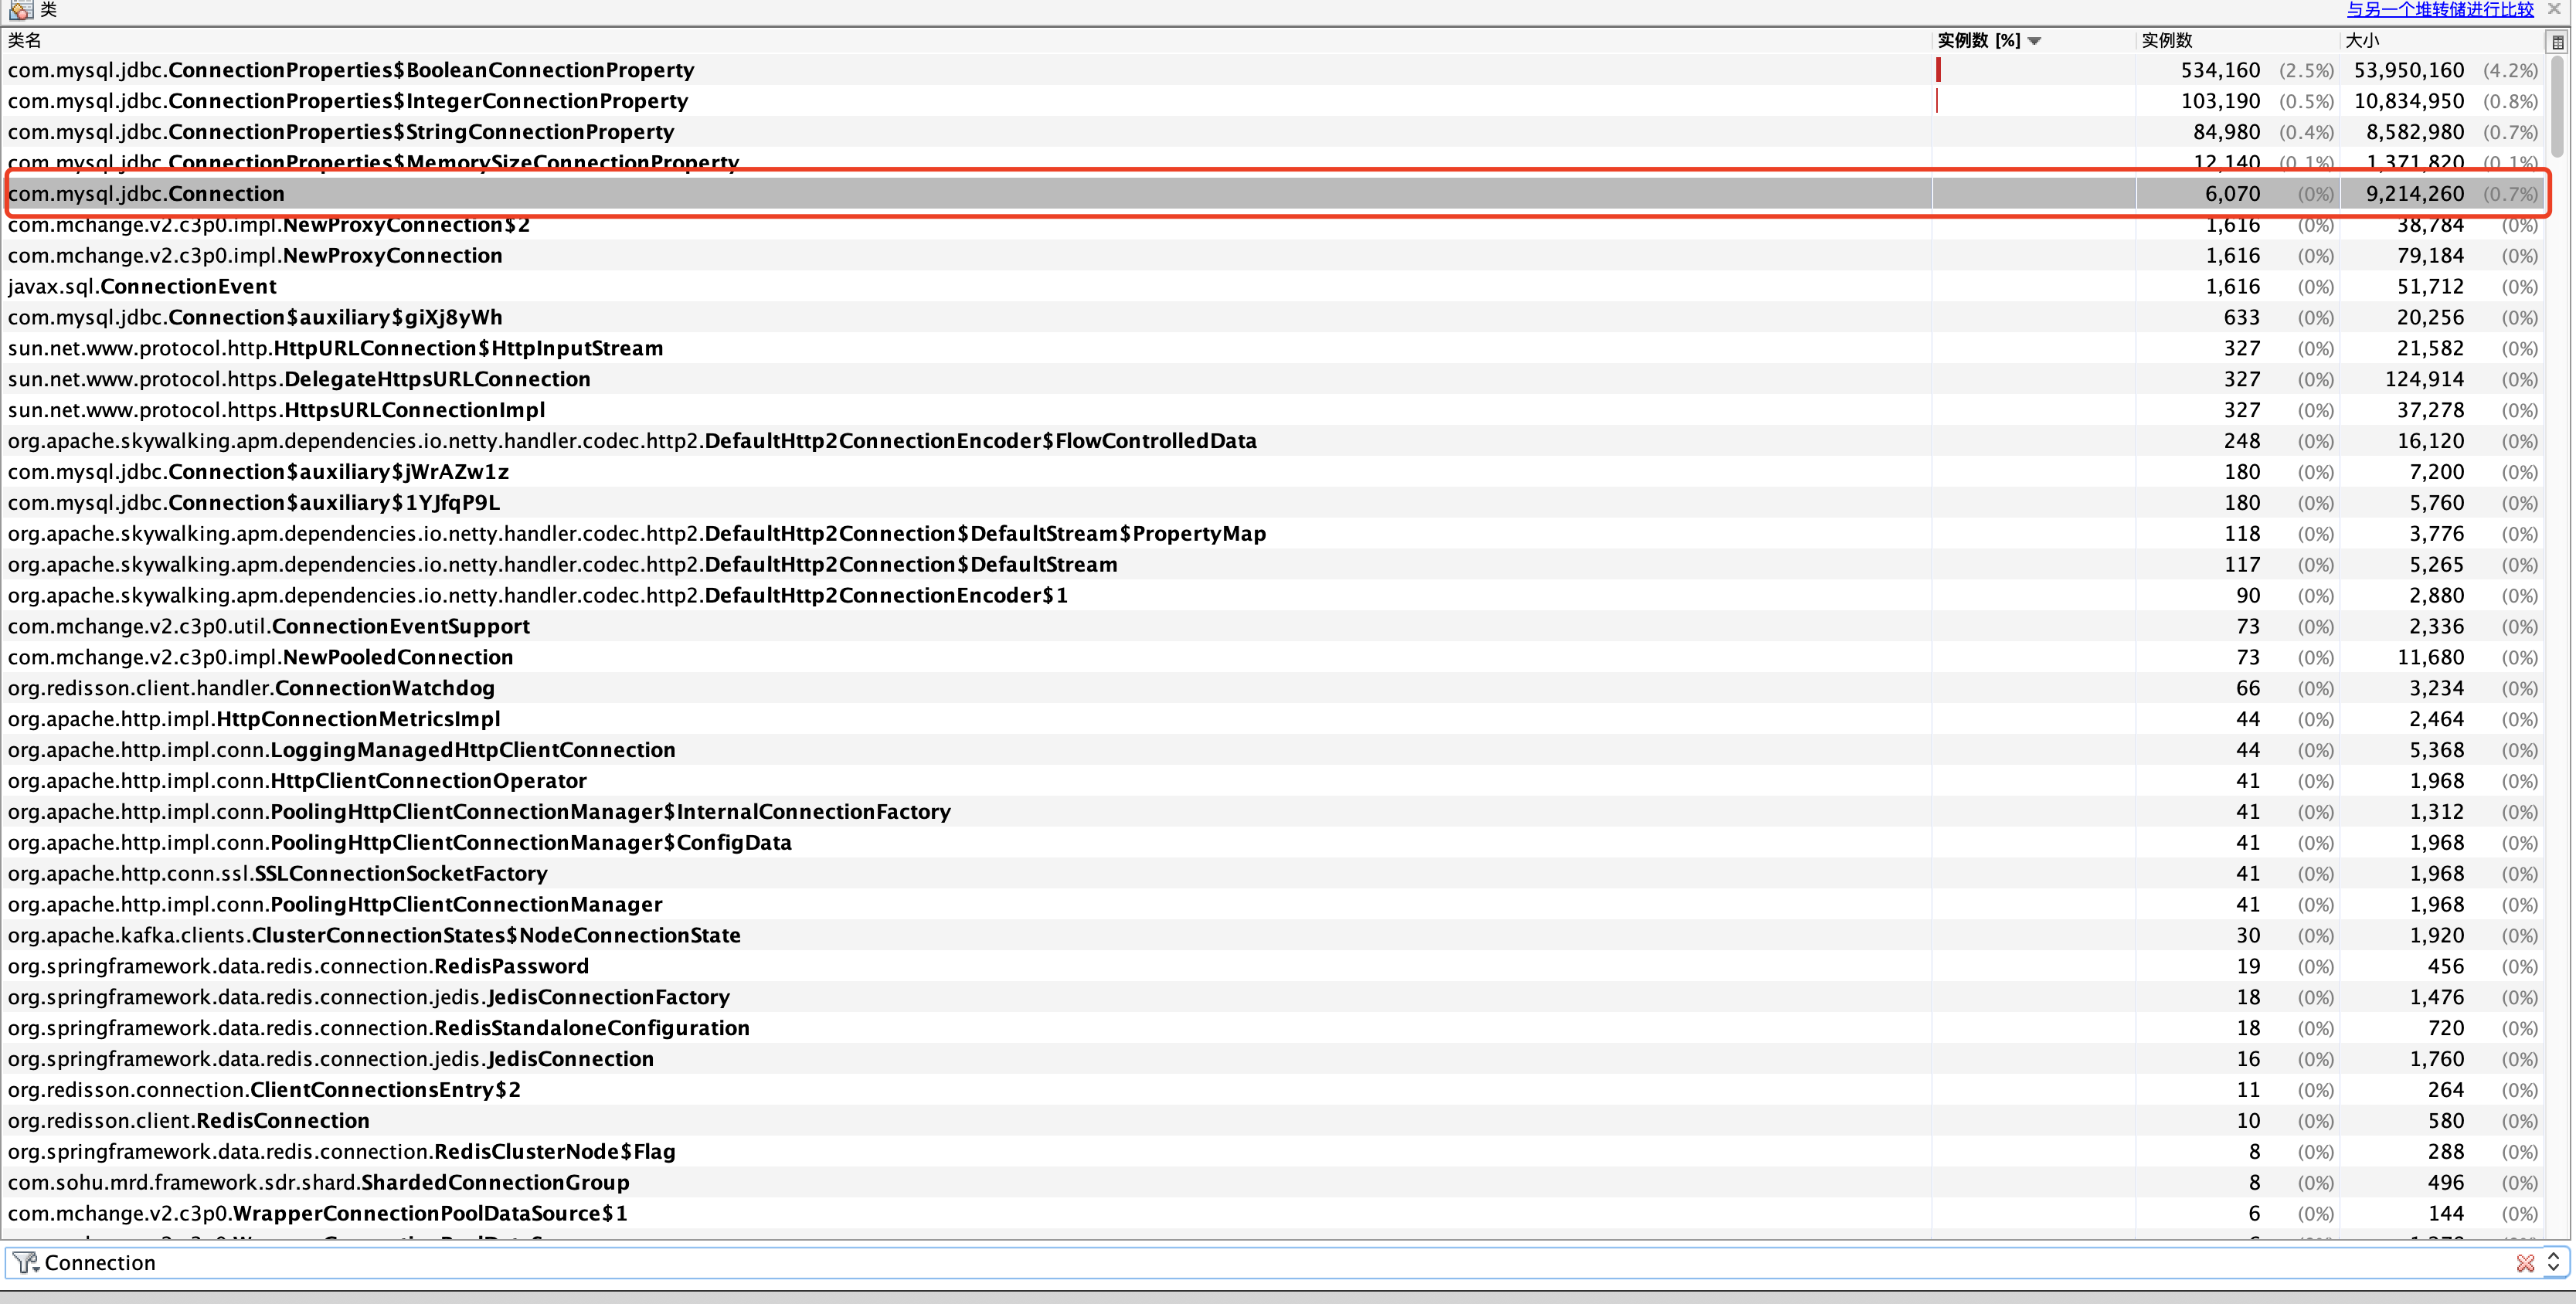 类 与另一个堆转储进行比较
类名 实例数 [%] 实例数 大小
com.mysql.jdbc.ConnectionProperties$BooleanConnectionProperty 534,160 (2.5%) 53,950,160 (4.2%)
com.mysql.jdbc.ConnectionProperties$IntegerConnectionProperty 103,190 (0.5%) 10,834,950 (0.8%)
com.mysql.jdbc.ConnectionProperties$StringConnectionProperty 84,980 (0.4%) 8,582,980 (0.7%)
com.mysql.jdbc.ConnectionProperties$MemorySizeConnectionProperty 12,140 (0.1%) 1,371,820 (0.1%)
com.mysql.jdbc.Connection 6,070 (0%) 9,214,260 (0.7%)
com.mchange.v2.c3p0.impl.NewProxyConnection$2 1,616 (0%) 38,784 (0%)
com.mchange.v2.c3p0.impl.NewProxyConnection 1,616 (0%) 79,184 (0%)
javax.sql.ConnectionEvent 1,616 (0%) 51,712 (0%)
com.mysql.jdbc.Connection$auxiliary$giXj8yWh 633 (0%) 20,256 (0%)
sun.net.www.protocol.http.HttpURLConnection$HttpInputStream 327 (0%) 21,582 (0%)
sun.net.www.protocol.https.DelegateHttpsURLConnection 327 (0%) 124,914 (0%)
sun.net.www.protocol.https.HttpsURLConnectionImpl 327 (0%) 37,278 (0%)
org.apache.skywalking.apm.dependencies.io.netty.handler.codec.http2.DefaultHttp2ConnectionEncoder$FlowControlledData 248 (0%) 16,120 (0%)
com.mysql.jdbc.Connection$auxiliary$jWrAZw1z 180 (0%) 7,200 (0%)
com.mysql.jdbc.Connection$auxiliary$1YJfqP9L 180 (0%) 5,760 (0%)
org.apache.skywalking.apm.dependencies.io.netty.handler.codec.http2.DefaultHttp2Connection$DefaultStream$PropertyMap 118 (0%) 3,776 (0%)
org.apache.skywalking.apm.dependencies.io.netty.handler.codec.http2.DefaultHttp2Connection$DefaultStream 117 (0%) 5,265 (0%)
org.apache.skywalking.apm.dependencies.io.netty.handler.codec.http2.DefaultHttp2ConnectionEncoder$1 90 (0%) 2,880 (0%)
com.mchange.v2.c3p0.util.ConnectionEventSupport 73 (0%) 2,336 (0%)
com.mchange.v2.c3p0.impl.NewPooledConnection 73 (0%) 11,680 (0%)
org.redisson.client.handler.ConnectionWatchdog 66 (0%) 3,234 (0%)
org.apache.http.impl.HttpConnectionMetricsImpl 44 (0%) 2,464 (0%)
org.apache.http.impl.conn.LoggingManagedHttpClientConnection 44 (0%) 5,368 (0%)
org.apache.http.impl.conn.HttpClientConnectionOperator 41 (0%) 1,968 (0%)
org.apache.http.impl.conn.PoolingHttpClientConnectionManager$InternalConnectionFactory 41 (0%) 1,312 (0%)
org.apache.http.impl.conn.PoolingHttpClientConnectionManager$ConfigData 41 (0%) 1,968 (0%)
org.apache.http.conn.ssl.SSLConnectionSocketFactory 41 (0%) 1,968 (0%)
org.apache.http.impl.conn.PoolingHttpClientConnectionManager 41 (0%) 1,968 (0%)
org.apache.kafka.clients.ClusterConnectionStates$NodeConnectionState 30 (0%) 1,920 (0%)
org.springframework.data.redis.connection.RedisPassword 19 (0%) 456 (0%)
org.springframework.data.redis.connection.jedis.JedisConnectionFactory 18 (0%) 1,476 (0%)
org.springframework.data.redis.connection.RedisStandaloneConfiguration 18 (0%) 720 (0%)
org.springframework.data.redis.connection.jedis.JedisConnection 16 (0%) 1,760 (0%)
org.redisson.connection.ClientConnectionsEntry$2 11 (0%) 264 (0%)
org.redisson.client.RedisConnection 10 (0%) 580 (0%)
org.springframework.data.redis.connection.RedisClusterNode$Flag 8 (0%) 288 (0%)
com.sohu.mrd.framework.sdr.shard.ShardedConnectionGroup 8 (0%) 496 (0%)
com.mchange.v2.c3p0.WrapperConnectionPoolDataSource$1 6 (0%) 144 (0%)
Connection